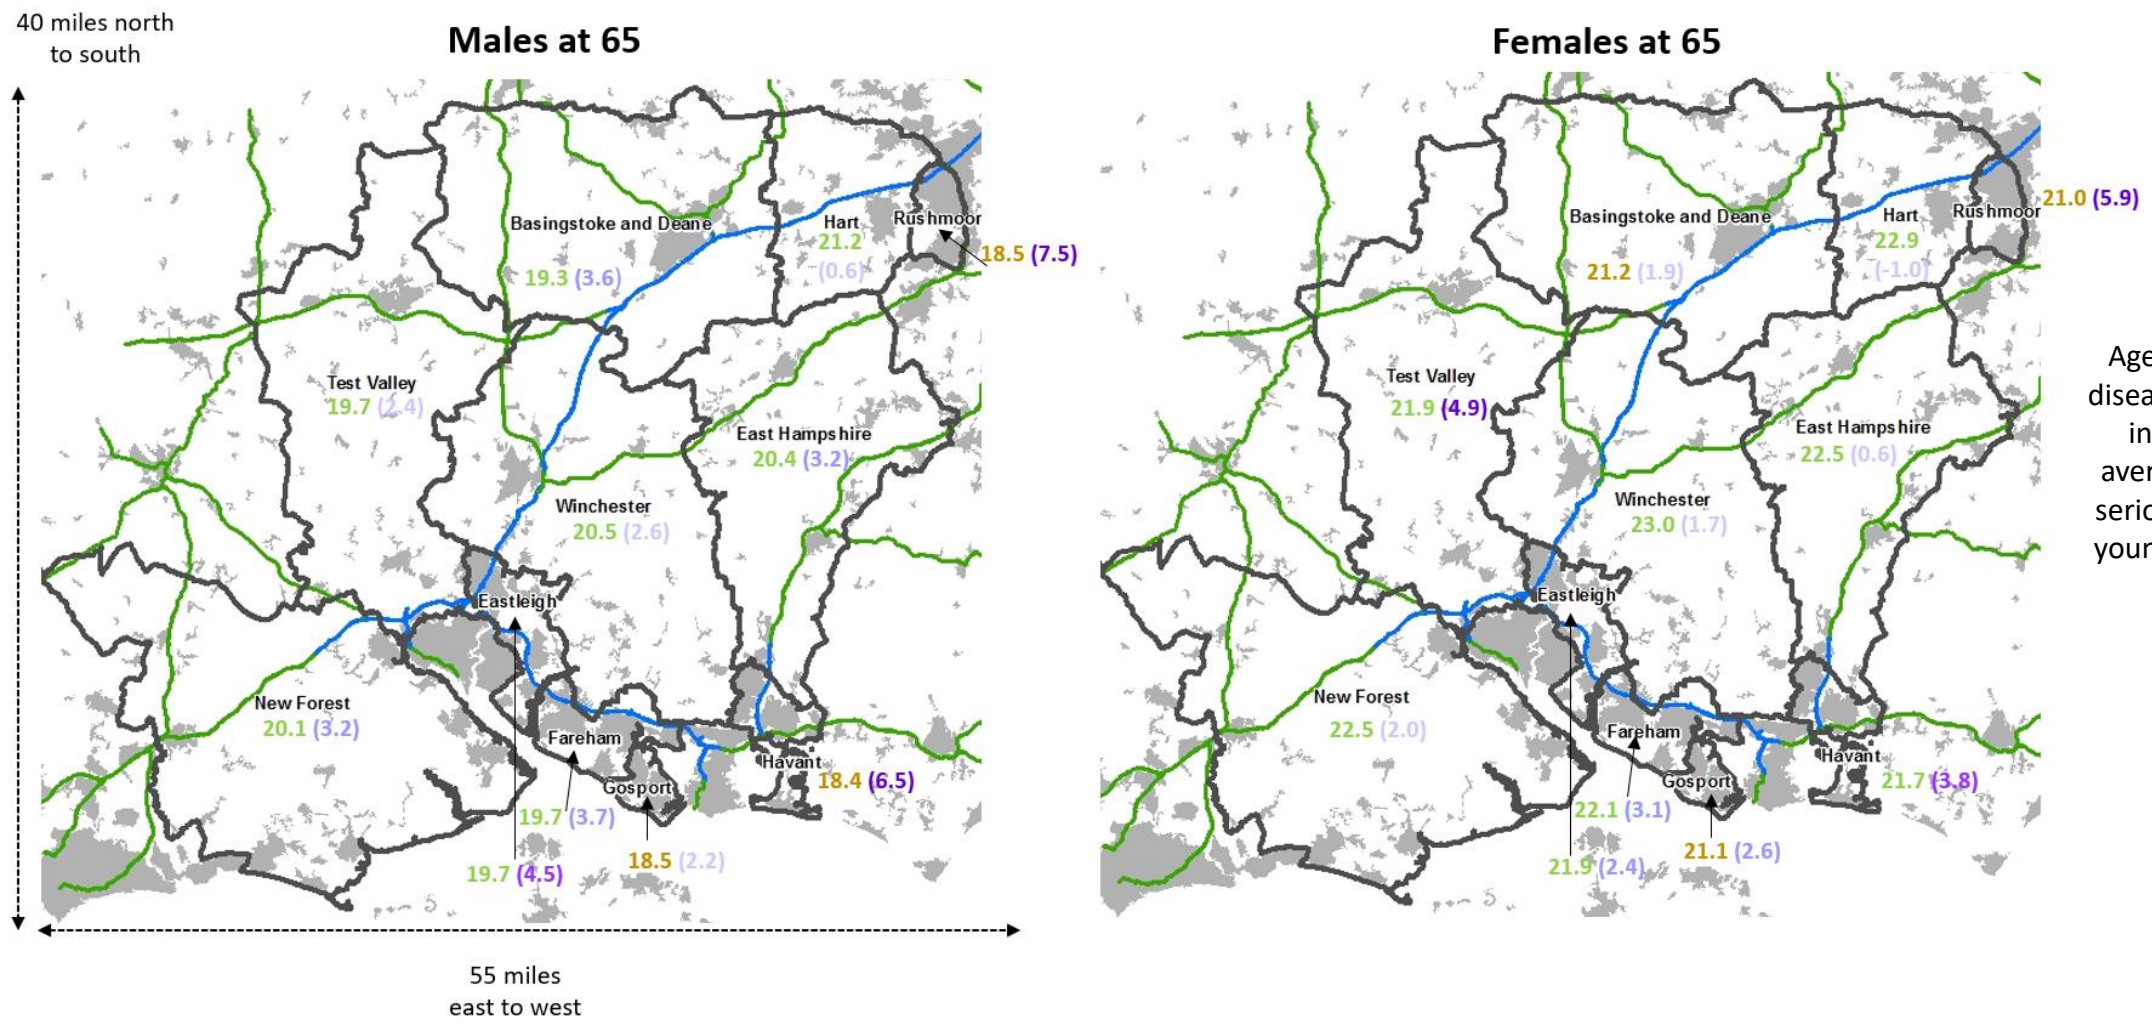 40 miles north
to south
Males at 65
Basingstoke and Deane
19.3 (3.6)
Hart
21.2
(0.6)
Rushmoor
18.5 (7.5)
Test Valley
19.7 (2.4)
East Hampshire
20.4 (3.2)
Winchester
20.5 (2.6)
Eastleigh
New Forest
20.1 (3.2)
Fareham
Havant
18.4 (6.5)
Gosport
19.7 (3.7)
18.5 (2.2)
19.7 (4.5)
55 miles
east to west
Females at 65
Basingstoke and Deane
21.2 (1.9)
Hart
22.9
(-1.0)
Rushmoor
21.0 (5.9)
Test Valley
21.9 (4.9)
East Hampshire
22.5 (0.6)
Winchester
23.0 (1.7)
Eastleigh
New Forest
22.5 (2.0)
Fareham
Havant
21.7 (3.8)
Gosport
22.1 (3.1)
21.1 (2.6)
21.9 (2.4)
Age
disea
in
aver
seric
your